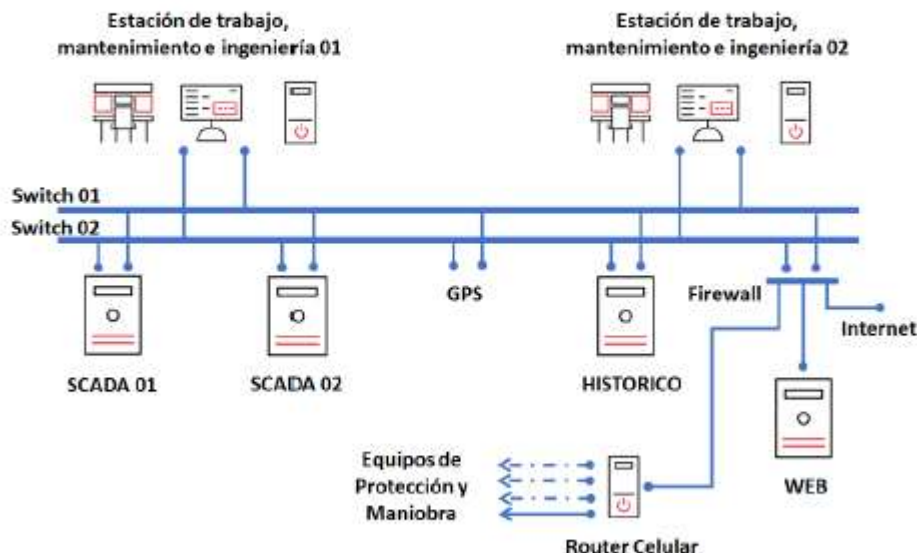 Estación de trabajo,
mantenimiento e ingeniería 01
Estación de trabajo,
mantenimiento e ingeniería 02
Switch 01
Switch 02
GPS
Firewall
Internet
SCADA 01
SCADA 02
HISTORICO
WEB
Equipos de
Protección y
Maniobra
Router Celular